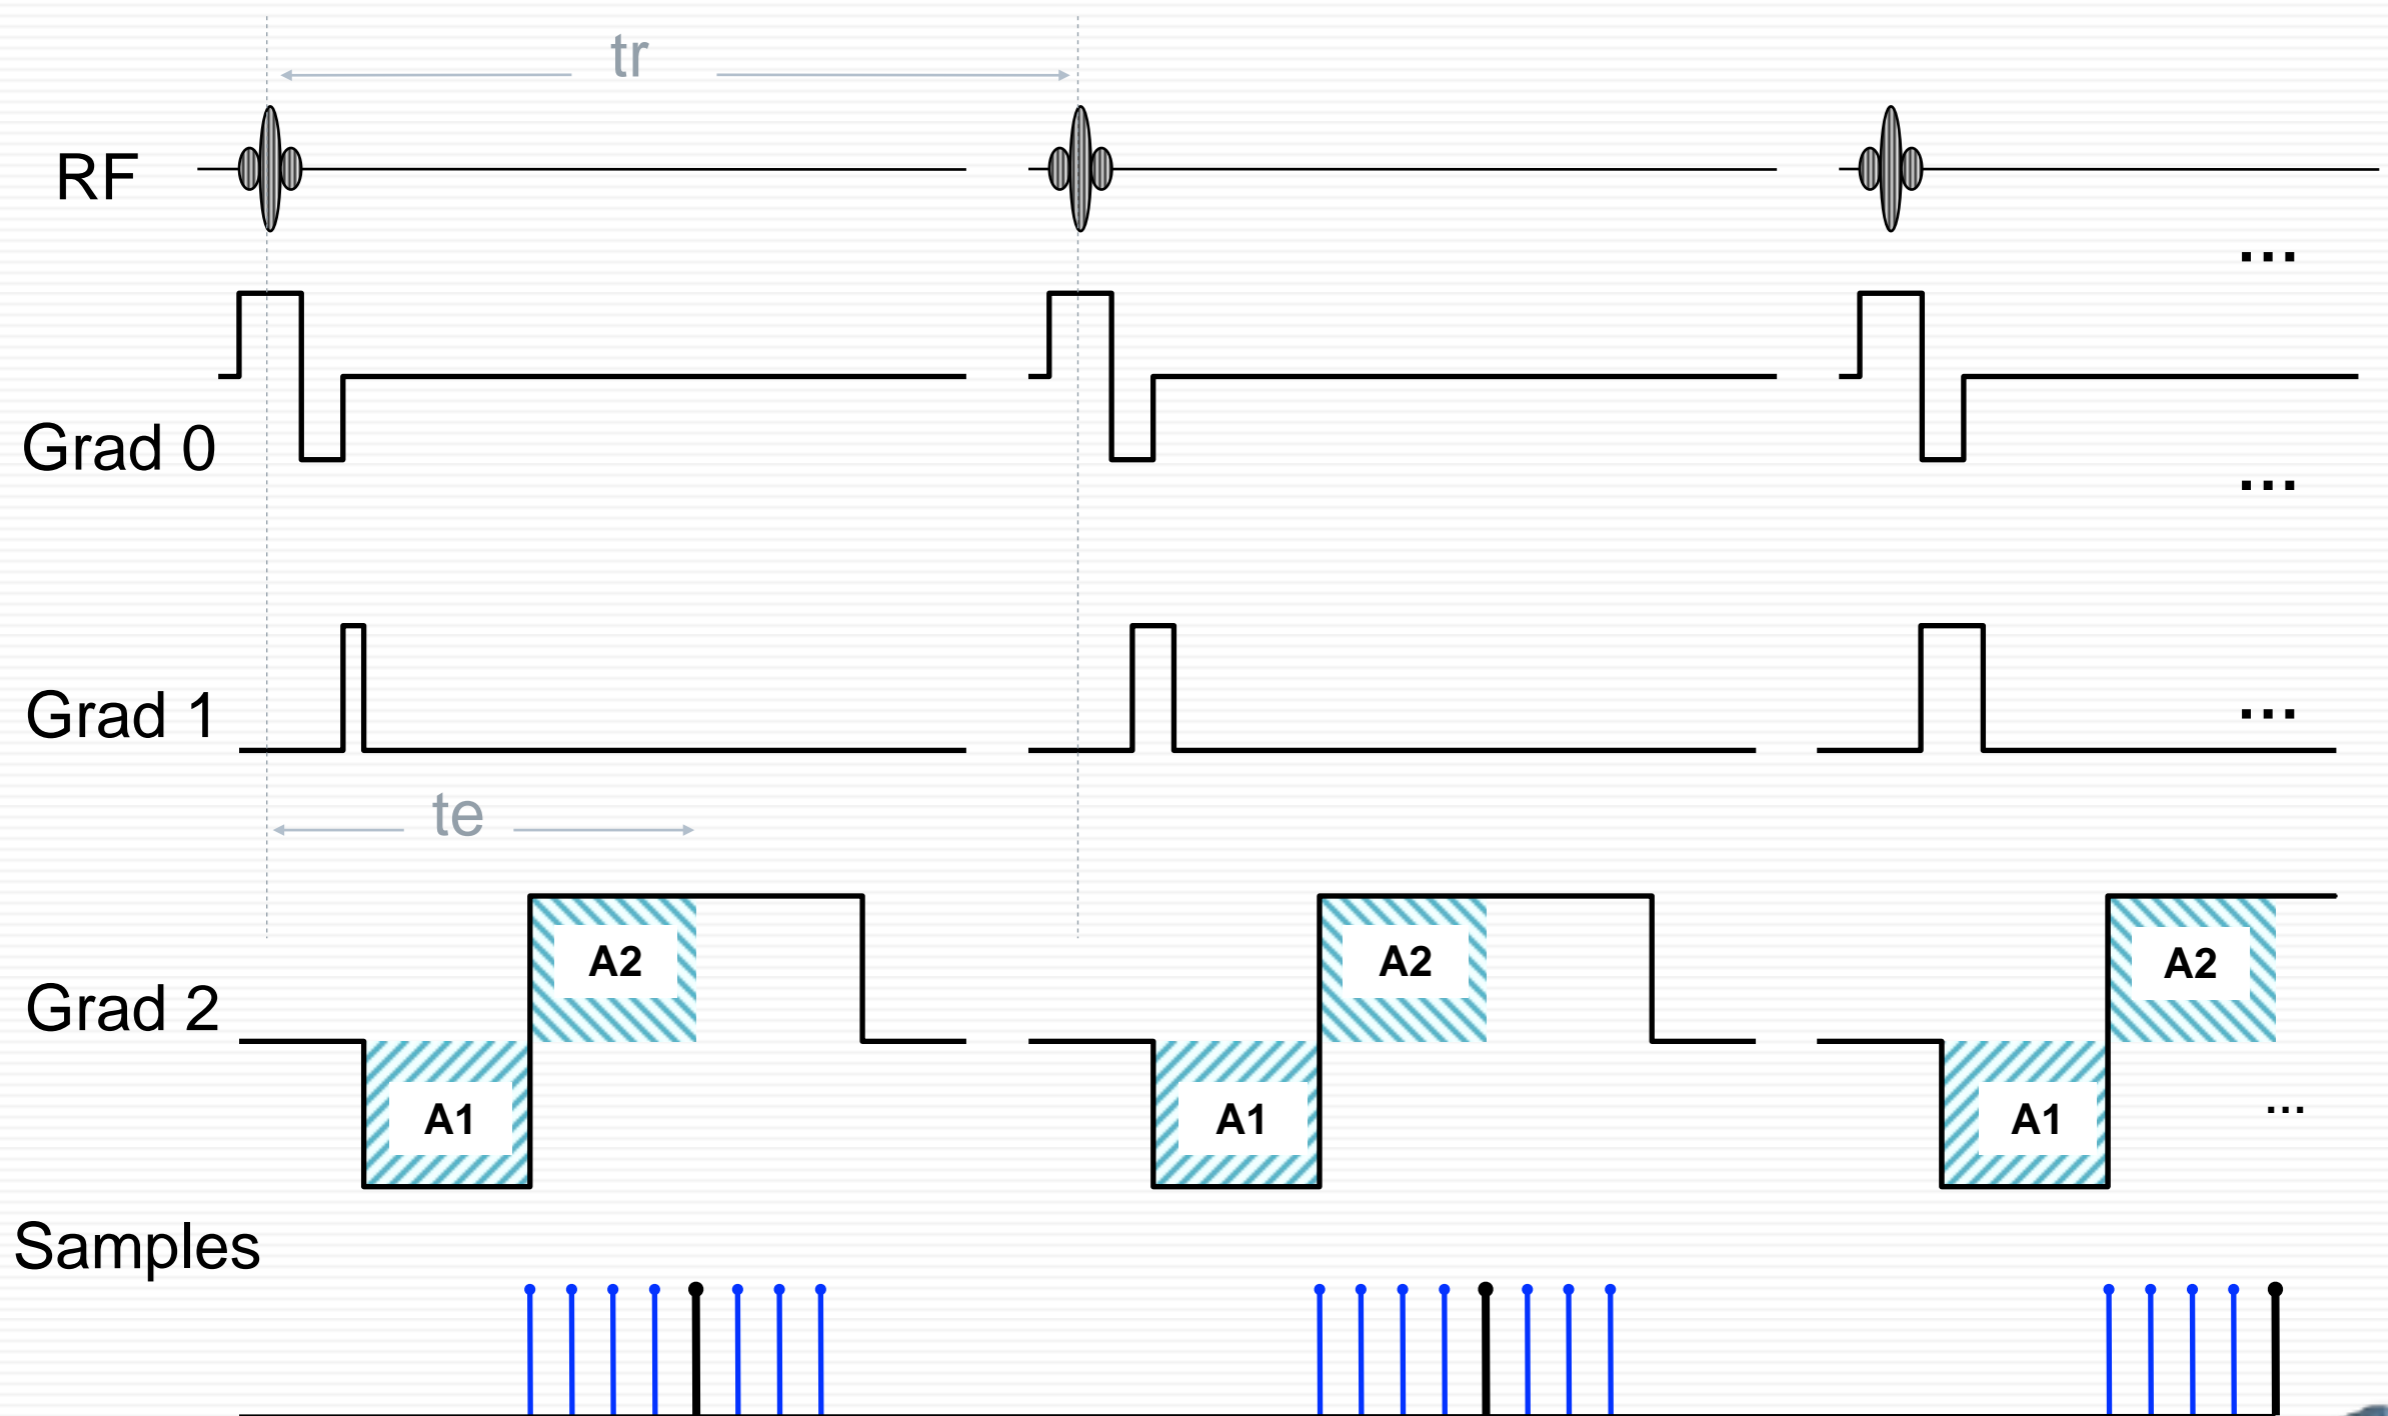 tr
RF
...
Grad 0
...
Grad 1
...
te
A2 A2 A2
Grad 2
A1 A1 A1
...
Samples